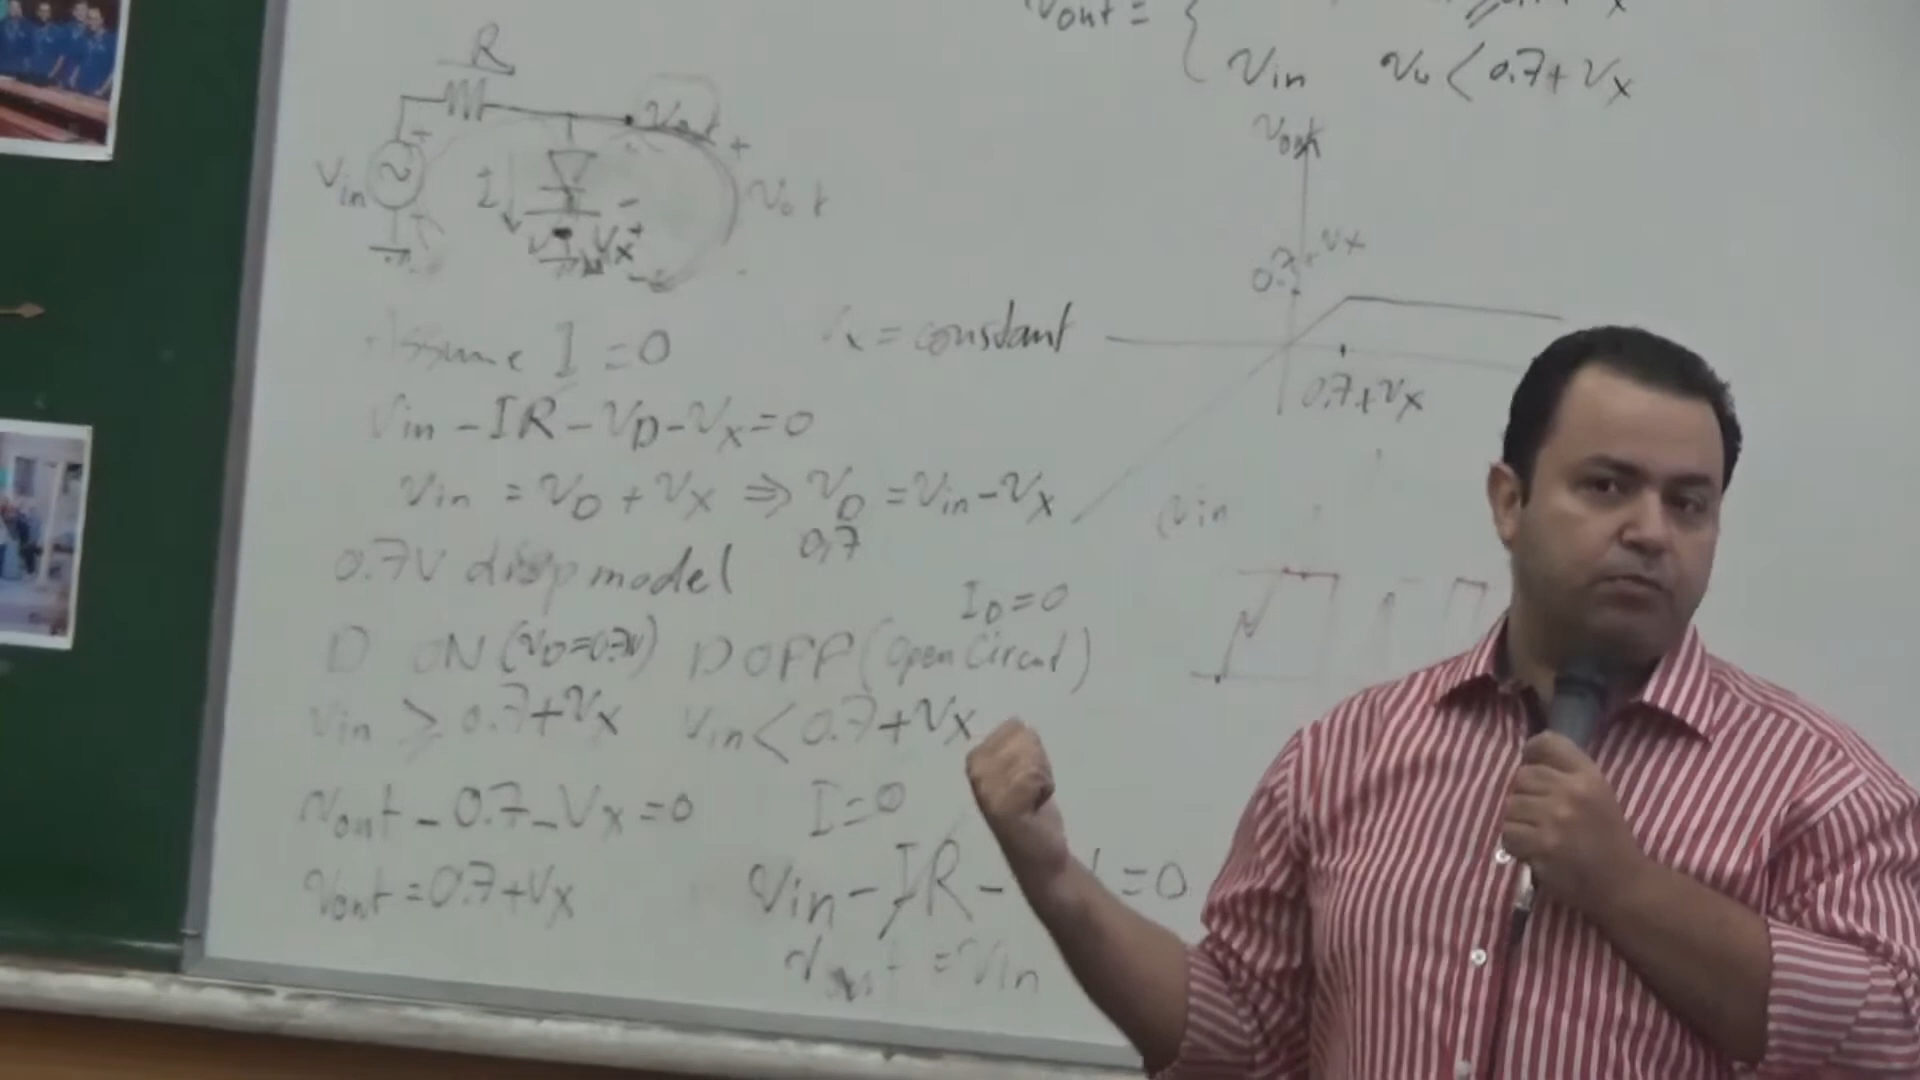 Vout =
Vin Vin < 0.7 + Vx
R
Vout
+
+
Vin
I
Vout
-
Vx
+
-
Vout
0.7 + Vx
0.7 + Vx
Assume I = 0
Vx = constant
Vin - IR - VD - Vx = 0
Vin = VD + Vx ⇒ VD = Vin - Vx
0.7
Vin
0.7V drop model
ID = 0
D ON (VD = 0.7V) D OFF (Open Circuit)
Vin > 0.7 + Vx Vin < 0.7 + Vx
Vout - 0.7 - Vx = 0 I = 0
Vout = 0.7 + Vx Vin - IR - = 0
Vout = Vin